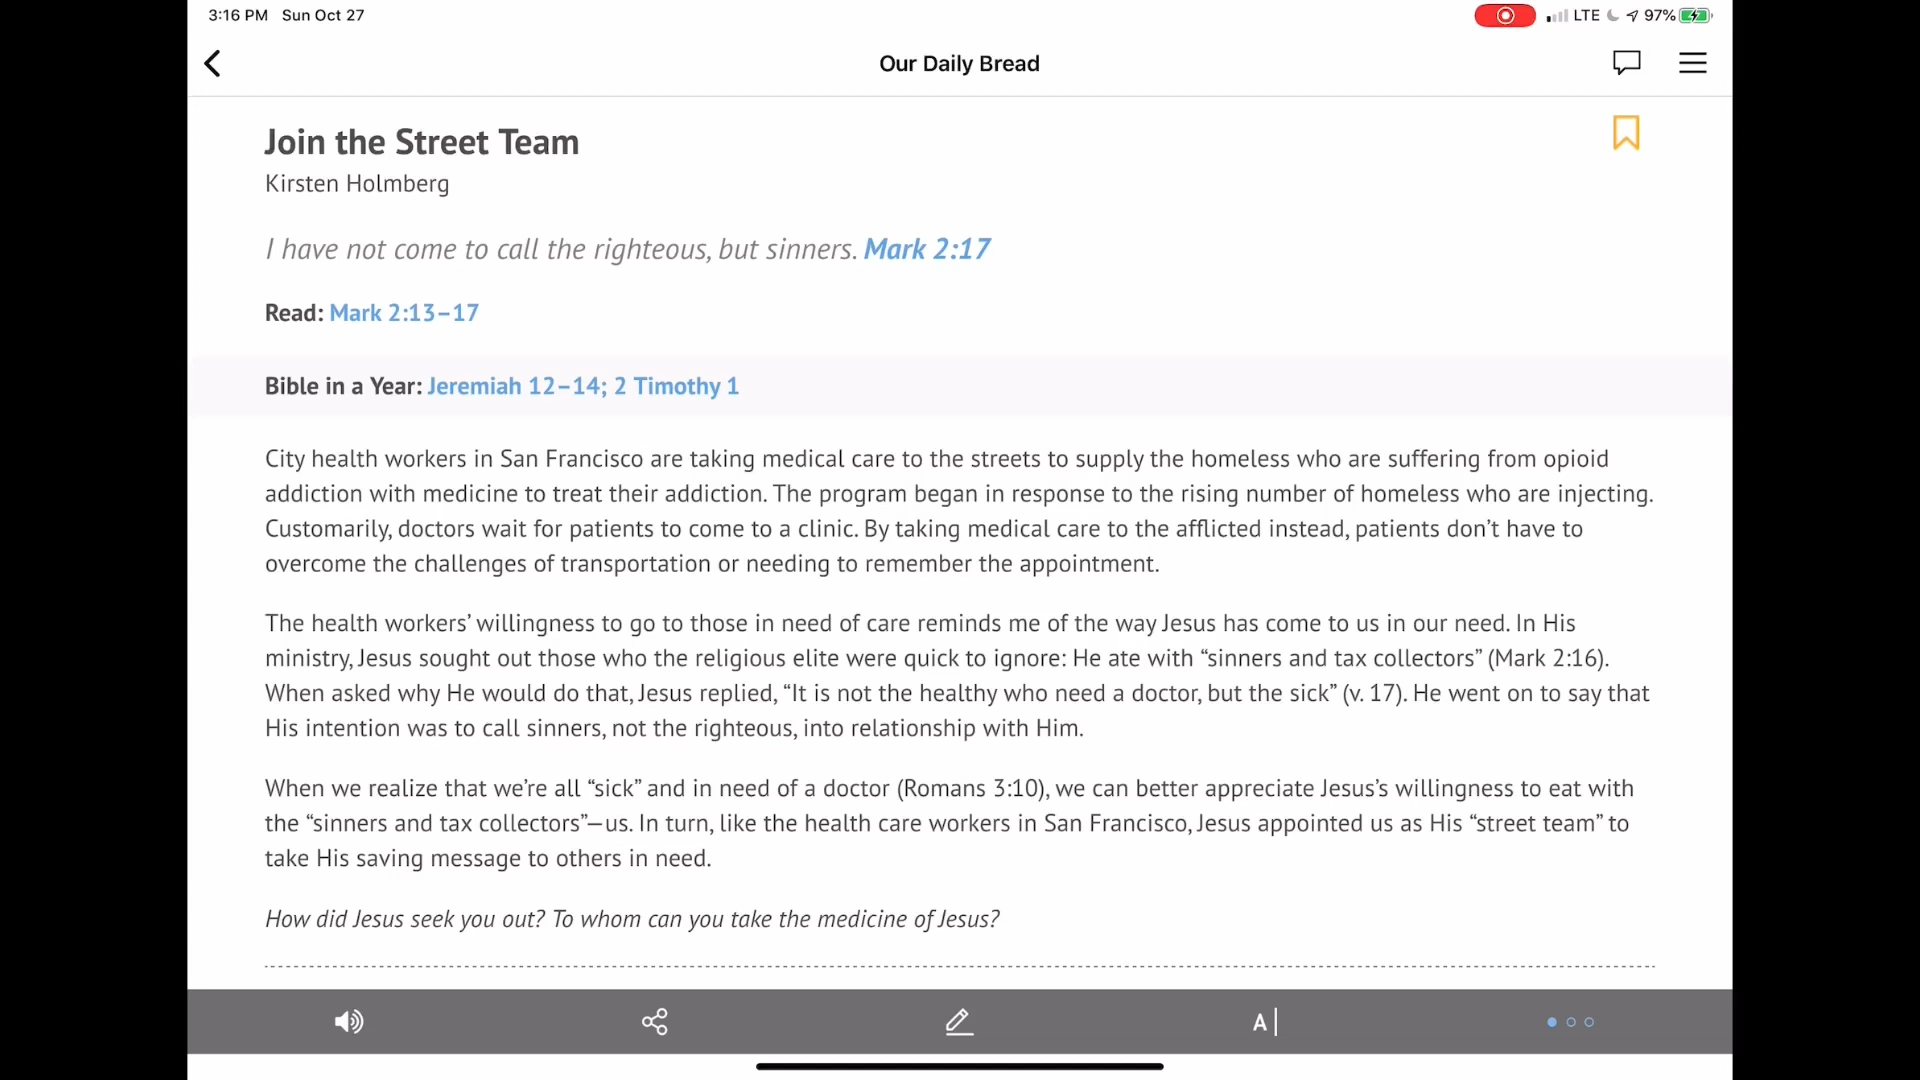 3:16 PM Sun Oct 27
LTE 97%
Our Daily Bread
Join the Street Team
Kirsten Holmberg
I have not come to call the righteous, but sinners. Mark 2:17
Read: Mark 2:13–17
Bible in a Year: Jeremiah 12–14; 2 Timothy 1
City health workers in San Francisco are taking medical care to the streets to supply the homeless who are suffering from opioid
addiction with medicine to treat their addiction. The program began in response to the rising number of homeless who are injecting.
Customarily, doctors wait for patients to come to a clinic. By taking medical care to the afflicted instead, patients don’t have to
overcome the challenges of transportation or needing to remember the appointment.
The health workers’ willingness to go to those in need of care reminds me of the way Jesus has come to us in our need. In His
ministry, Jesus sought out those who the religious elite were quick to ignore: He ate with “sinners and tax collectors” (Mark 2:16).
When asked why He would do that, Jesus replied, “It is not the healthy who need a doctor, but the sick” (v. 17). He went on to say that
His intention was to call sinners, not the righteous, into relationship with Him.
When we realize that we’re all “sick” and in need of a doctor (Romans 3:10), we can better appreciate Jesus’s willingness to eat with
the “sinners and tax collectors”—us. In turn, like the health care workers in San Francisco, Jesus appointed us as His “street team” to
take His saving message to others in need.
How did Jesus seek you out? To whom can you take the medicine of Jesus?
A